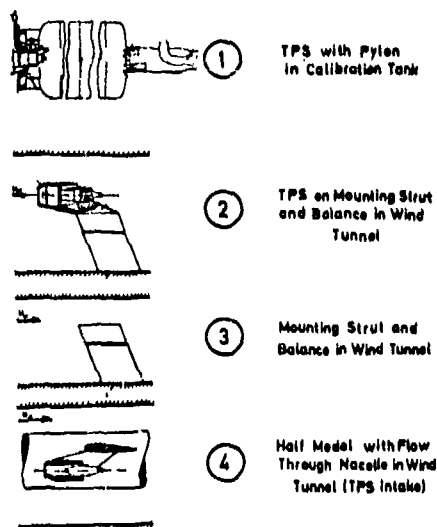 1
TPS with Pylon
in Calibration Tank
2
TPS on Mounting Strut
and Balance in Wind
Tunnel
3
Mounting Strut and
Balance in Wind Tunnel
4
Half Model with Flow
Through Nacelle in Wind
Tunnel (TPS Intake)